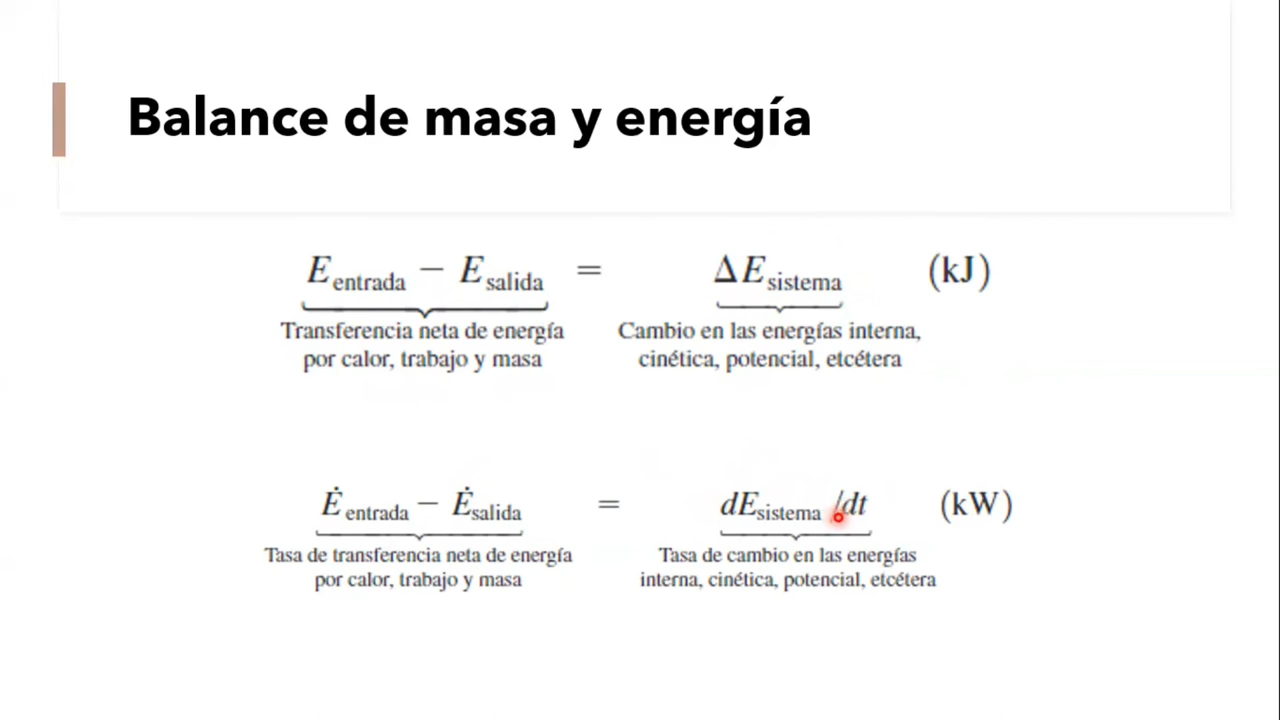 Balance de masa y energía
E entrada − E salida = ΔE sistema (kJ)
Transferencia neta de energía
por calor, trabajo y masa
Cambio en las energías interna,
cinética, potencial, etcétera
Ė entrada − Ė salida = dE sistema /dt (kW)
Tasa de transferencia neta de energía
por calor, trabajo y masa
Tasa de cambio en las energías
interna, cinética, potencial, etcétera